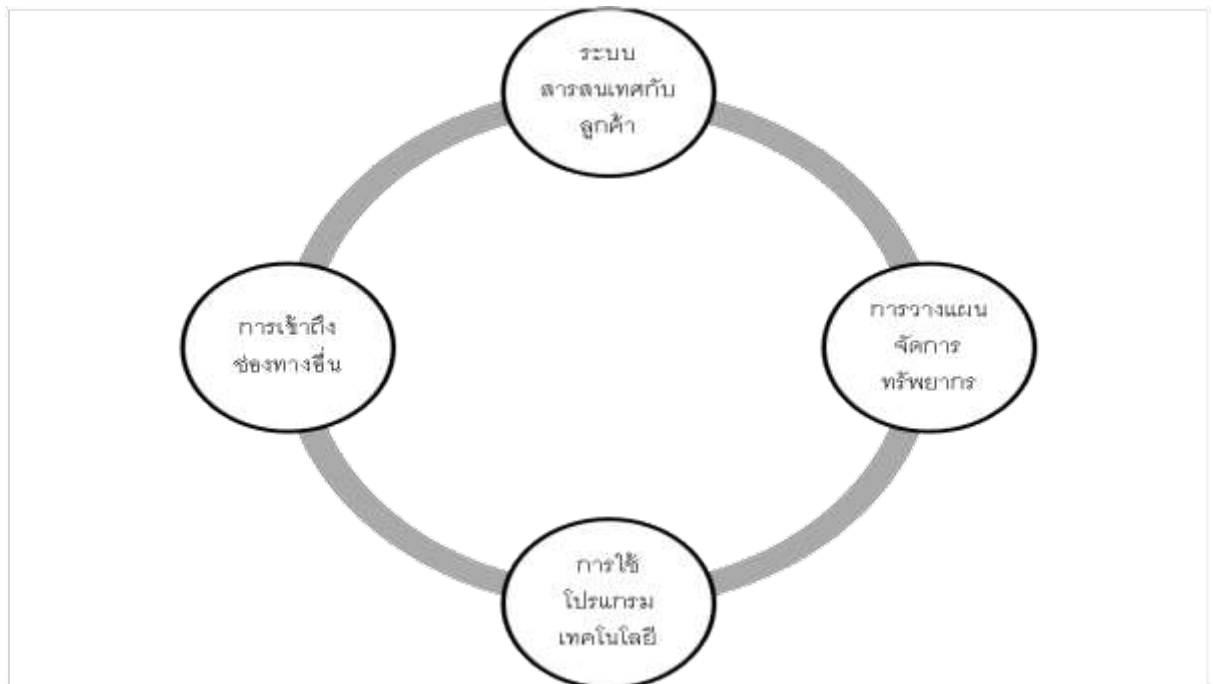 ระบบ
สารสนเทศกับ
ลูกค้า
การวางแผน
จัดการ
ทรัพยากร
การใช้
โปรแกรม
เทคโนโลยี
การเข้าถึง
ช่องทางอื่น